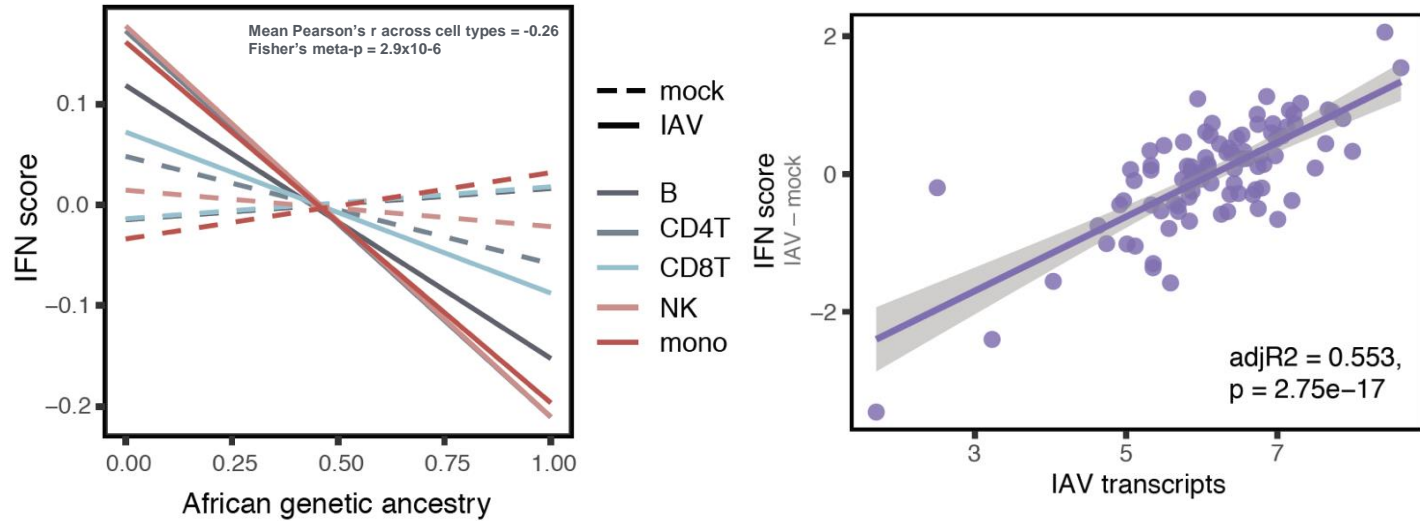 Mean Pearson's r across cell types = -0.26
Fisher's meta-p = 2.9x10-6
IFN score
0.1
0.0
−0.1
−0.2
0.00 0.25 0.50 0.75 1.00
African genetic ancestry
mock
IAV
B
CD4T
CD8T
NK
mono
IFN score
IAV – mock
2
0
−2
adjR2 = 0.553,
p = 2.75e−17
3 5 7 9
IAV transcripts